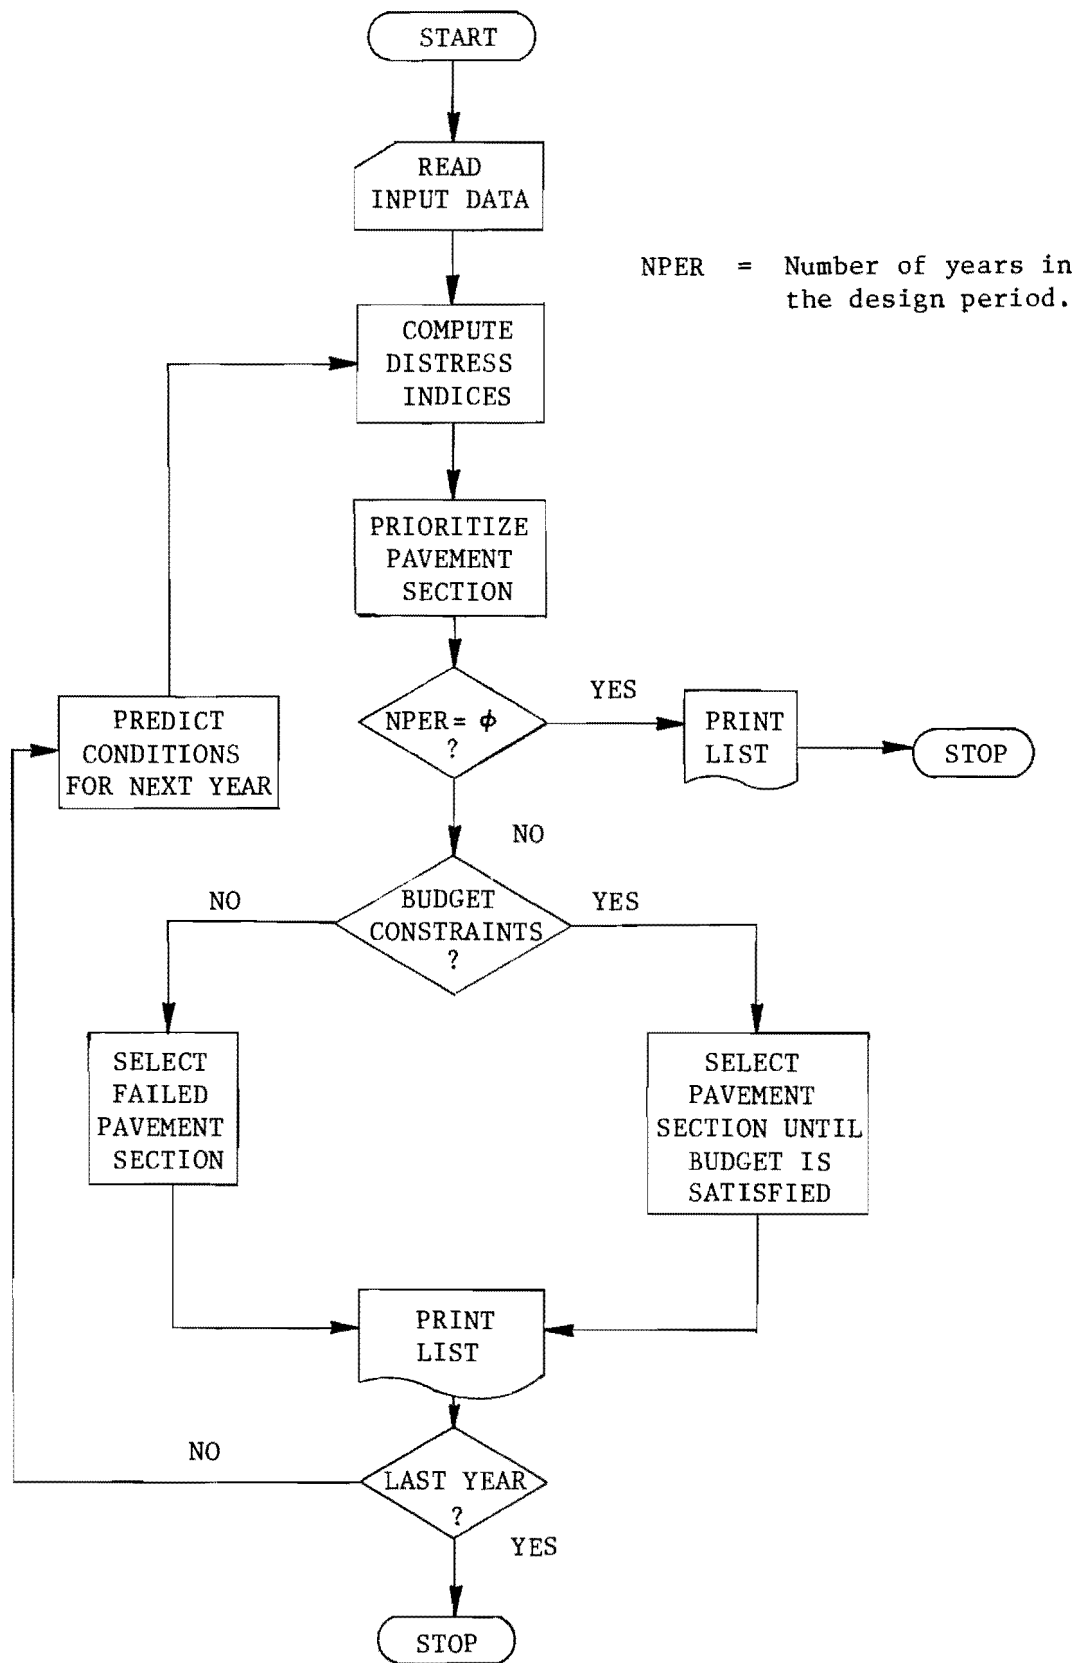 START
READ
INPUT DATA
NPER = Number of years in
the design period.
COMPUTE
DISTRESS
INDICES
PRIORITIZE
PAVEMENT
SECTION
PREDICT
CONDITIONS
FOR NEXT YEAR
NPER = ϕ
?
YES
PRINT
LIST
STOP
NO
BUDGET
CONSTRAINTS
?
NO
YES
SELECT
FAILED
PAVEMENT
SECTION
SELECT
PAVEMENT
SECTION UNTIL
BUDGET IS
SATISFIED
PRINT
LIST
NO
LAST YEAR
?
YES
STOP